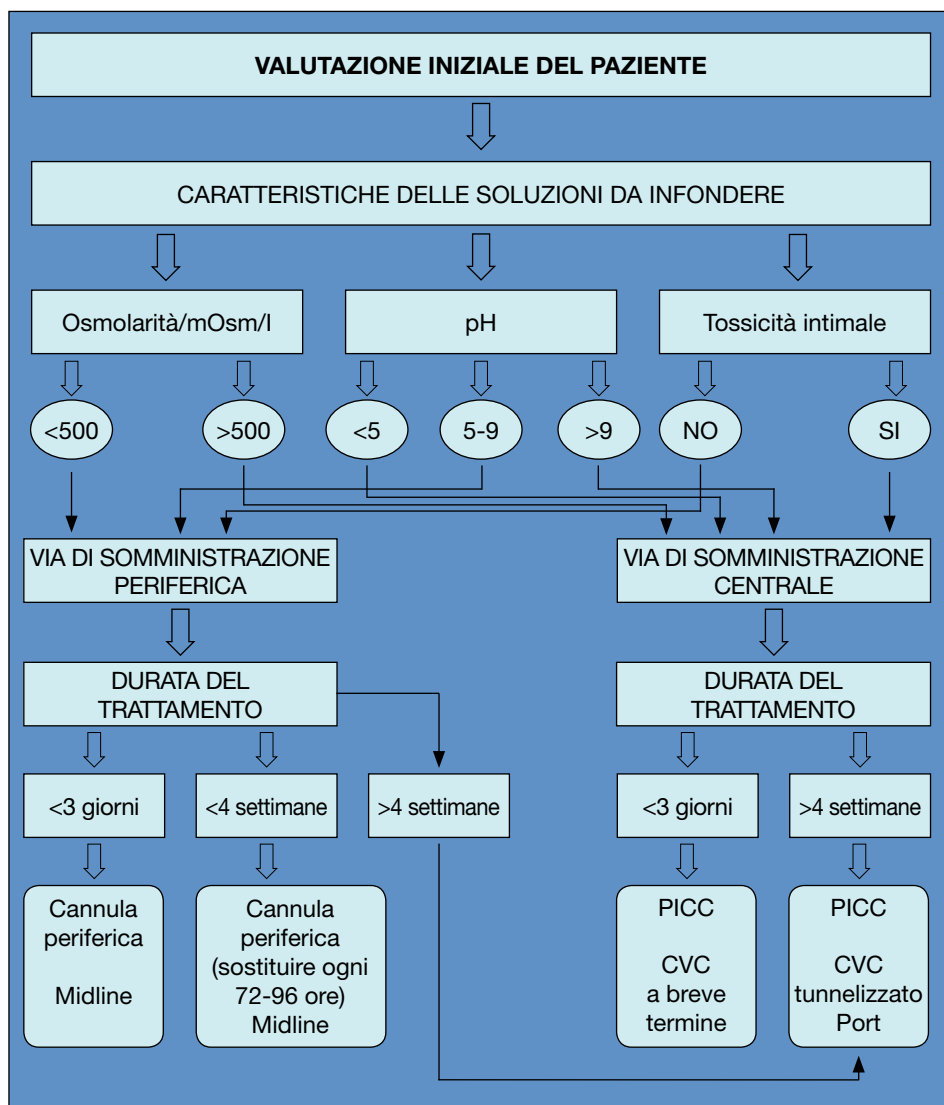 VALUTAZIONE INIZIALE DEL PAZIENTE
CARATTERISTICHE DELLE SOLUZIONI DA INFONDERE
Osmolarità/mOsm/l
pH
Tossicità intimale
<500
>500
<5
5-9
>9
NO
SI
VIA DI SOMMINISTRAZIONE
PERIFERICA
VIA DI SOMMINISTRAZIONE
CENTRALE
DURATA DEL
TRATTAMENTO
DURATA DEL
TRATTAMENTO
<3 giorni
<4 settimane
>4 settimane
<3 giorni
>4 settimane
Cannula
periferica
Midline
Cannula
periferica
(sostituire ogni
72-96 ore)
Midline
PICC
CVC
a breve
termine
PICC
CVC
tunnelizzato
Port